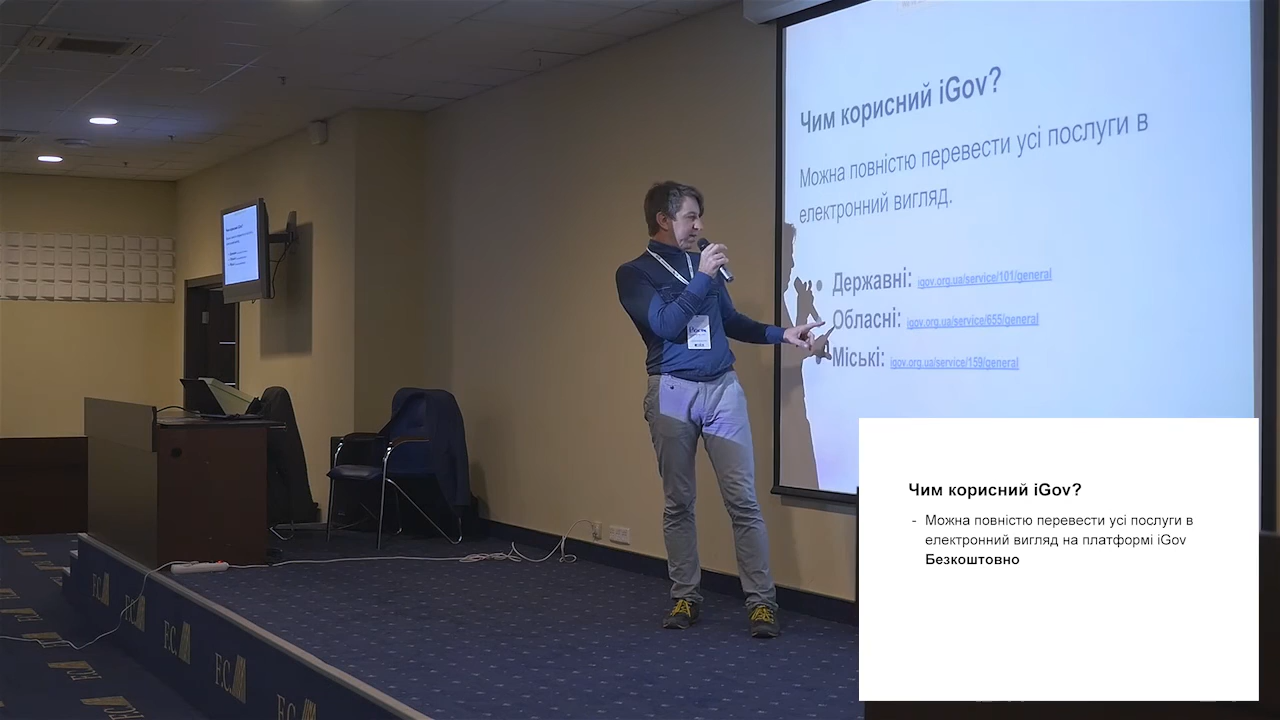 Чим корисний iGov?
Можна повністю перевести усі послуги в
електронний вигляд.
Державні: igov.org.ua/service/101/general
Обласні: igov.org.ua/service/655/general
Міські: igov.org.ua/service/159/general
Чим корисний iGov?
- Можна повністю перевести усі послуги в
електронний вигляд на платформі iGov
Безкоштовно
F.C.
F.C.
F.C.
F.C.
F.C.